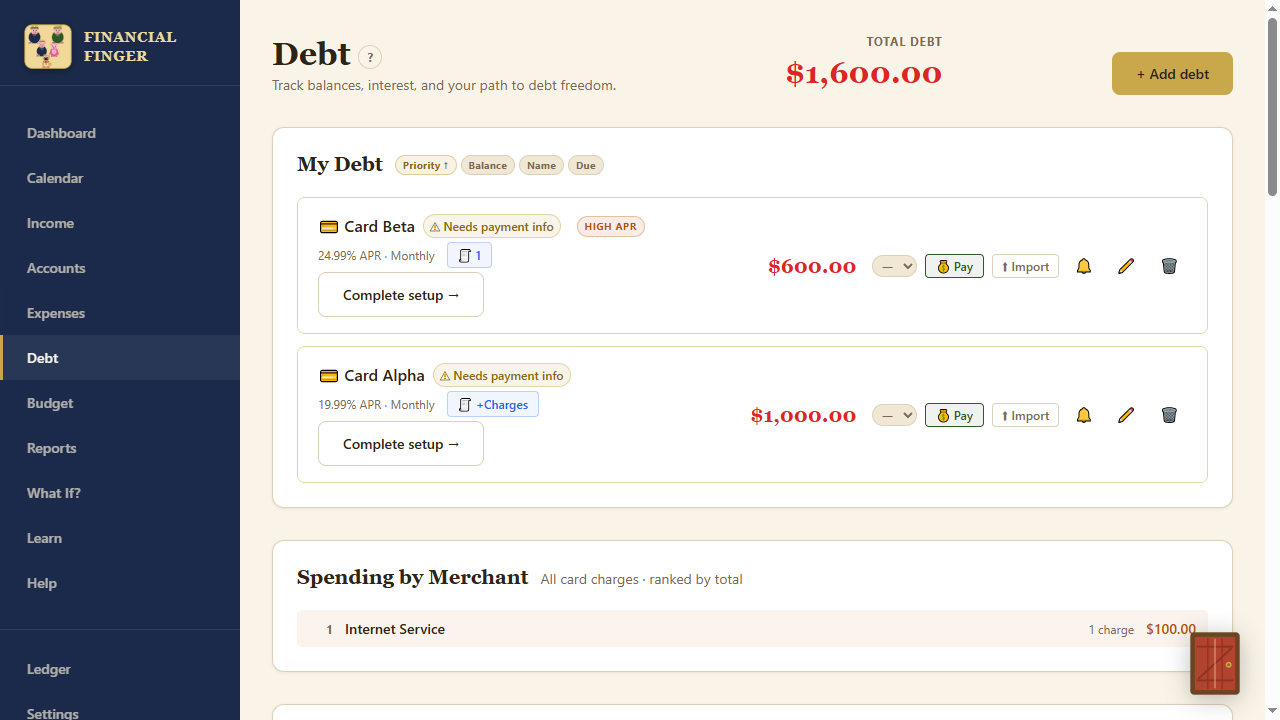 FINANCIAL
FINGER
Dashboard
Calendar
Income
Accounts
Expenses
Debt
Budget
Reports
What If?
Learn
Help
Ledger
Settings
Debt ?
Track balances, interest, and your path to debt freedom.
TOTAL DEBT
$1,600.00
+ Add debt
My Debt Priority ↑ Balance Name Due
Card Beta ⚠ Needs payment info HIGH APR
24.99% APR · Monthly 1
Complete setup →
$600.00 — Pay ⬆ Import
Card Alpha ⚠ Needs payment info
19.99% APR · Monthly +Charges
Complete setup →
$1,000.00 — Pay ⬆ Import
Spending by Merchant All card charges · ranked by total
1 Internet Service 1 charge $100.00